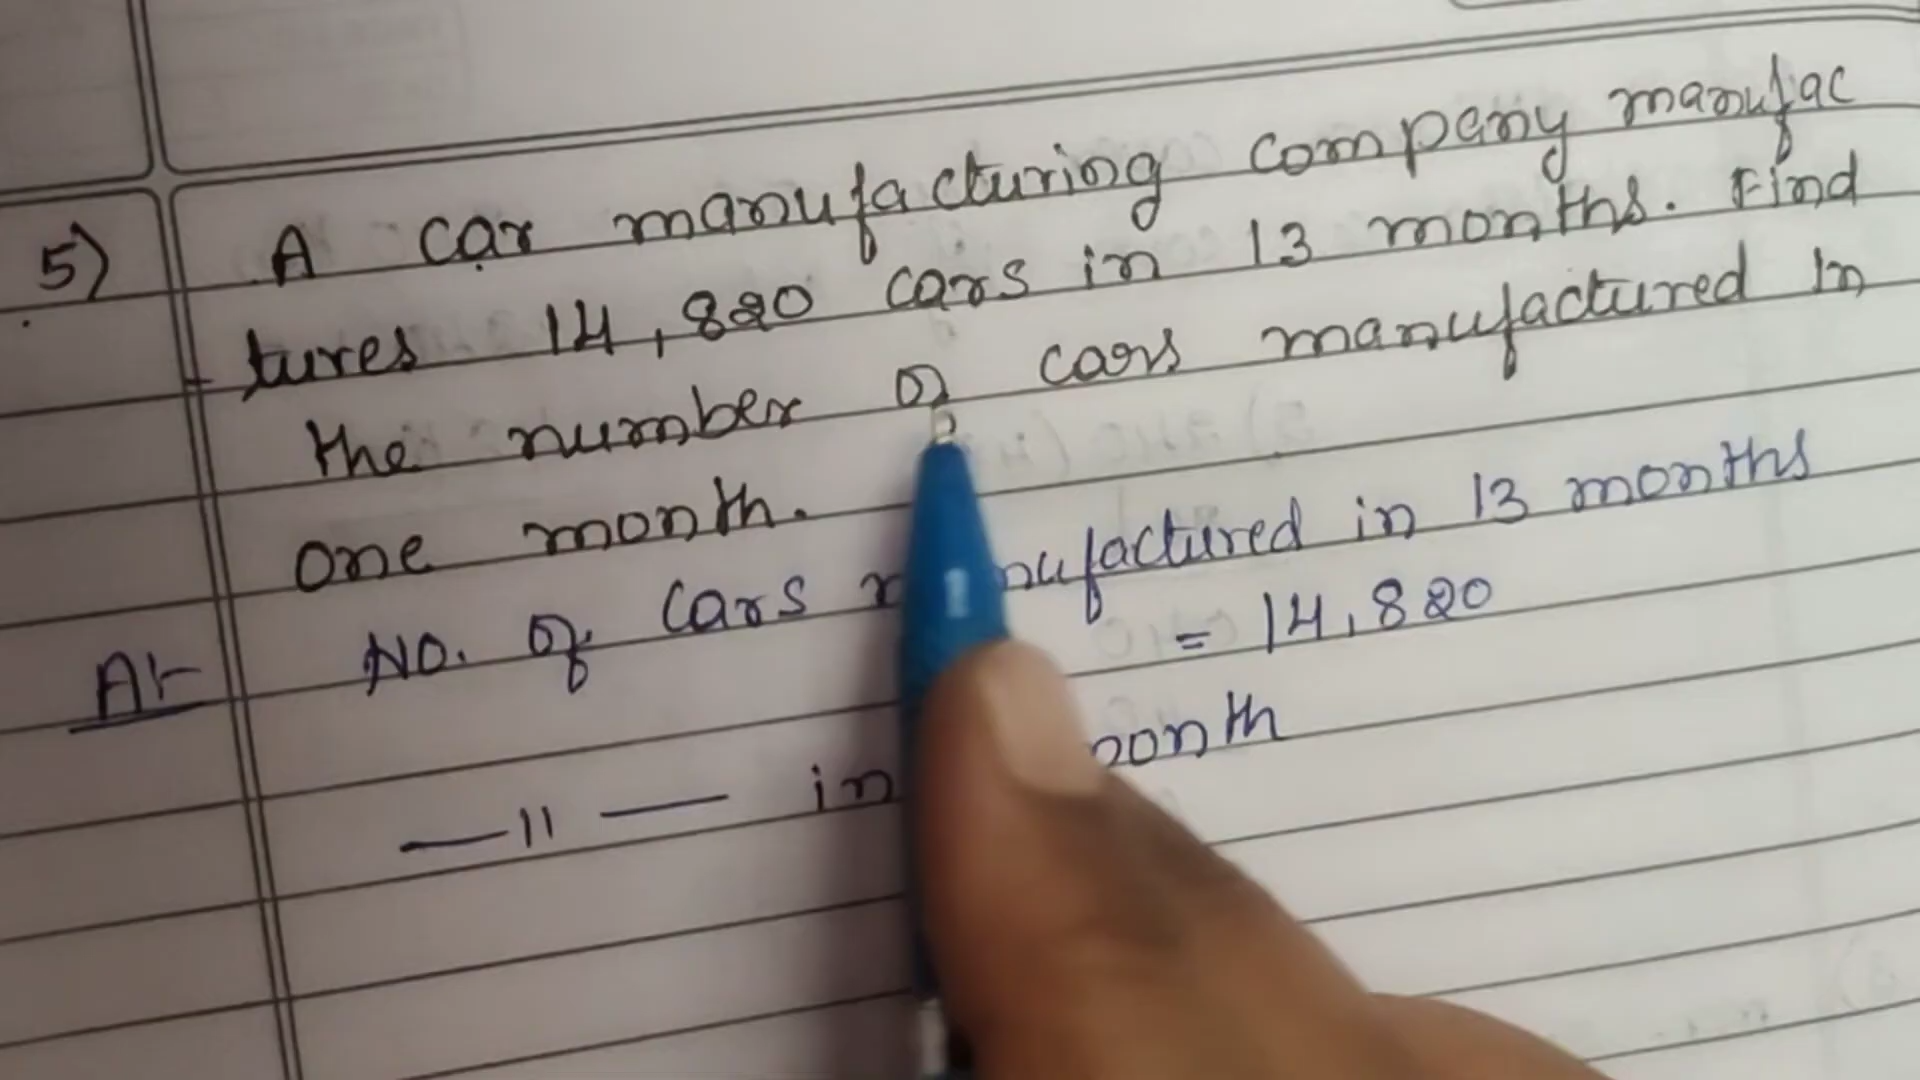 5) A car manufacturing company manufac
tures 14,820 cars in 13 months. Find
the number of cars manufactured in
one month.
A:- No. of cars manufactured in 13 months
= 14,820
—11— in month